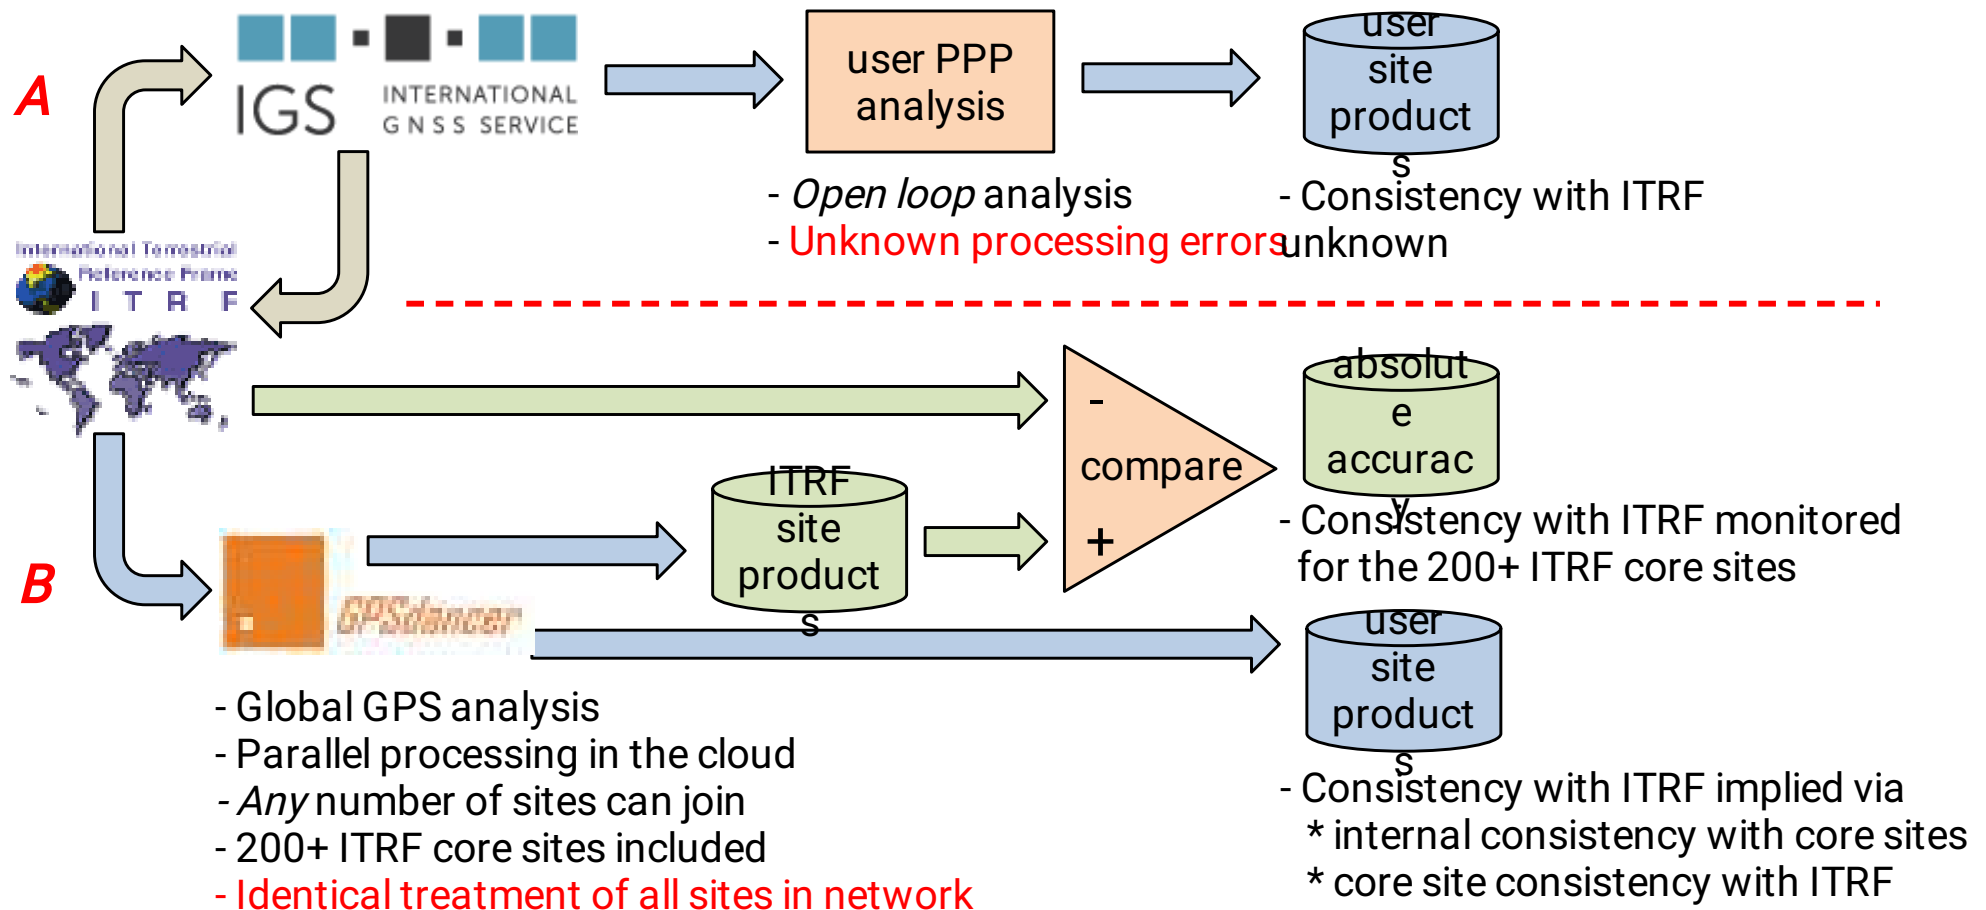 A
IGS
INTERNATIONAL
GNSS SERVICE
user PPP
analysis
user
site
product
s
- Open loop analysis
- Unknown processing errors
- Consistency with ITRF
unknown
International Terrestrial
Reference Frame
I T R F
-
compare
+
absolut
e
accurac
y
ITRF
site
product
s
- Consistency with ITRF monitored
for the 200+ ITRF core sites
B
GPSdancer
user
site
product
s
- Global GPS analysis
- Parallel processing in the cloud
- Any number of sites can join
- 200+ ITRF core sites included
- Identical treatment of all sites in network
- Consistency with ITRF implied via
* internal consistency with core sites
* core site consistency with ITRF